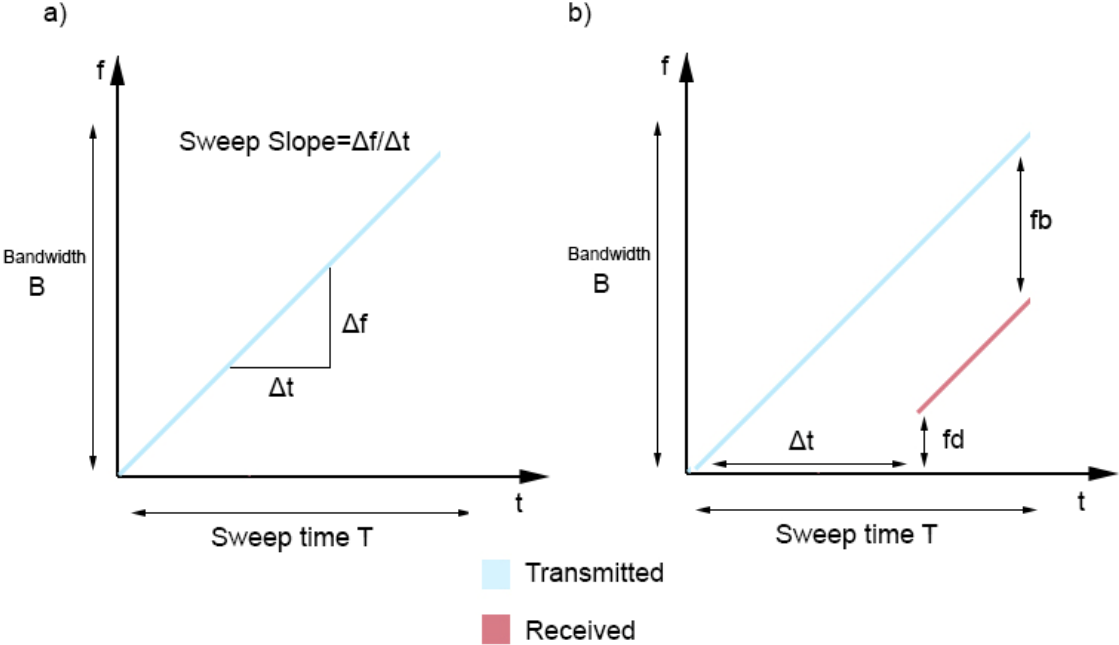 a)
f
Sweep Slope=Δf/Δt
Bandwidth
B
Δf
Δt
t
Sweep time T
b)
f
Bandwidth
B
fb
Δt
fd
t
Sweep time T
Transmitted
Received